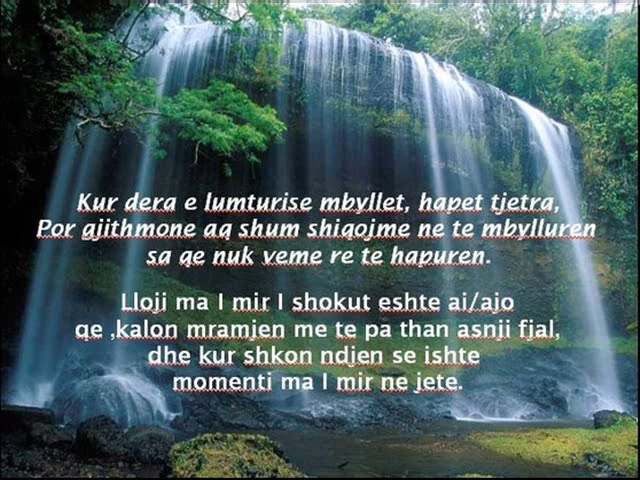 Kur dera e lumturise mbyllet, hapet tjetra,
Por gjithmone aq shum shiqojme ne te mbylluren
sa qe nuk veme re te hapuren.
Lloji ma I mir I shokut eshte ai/ajo
qe ,kalon mramjen me te pa than asnji fjal,
dhe kur shkon ndjen se ishte
momenti ma I mir ne jete.